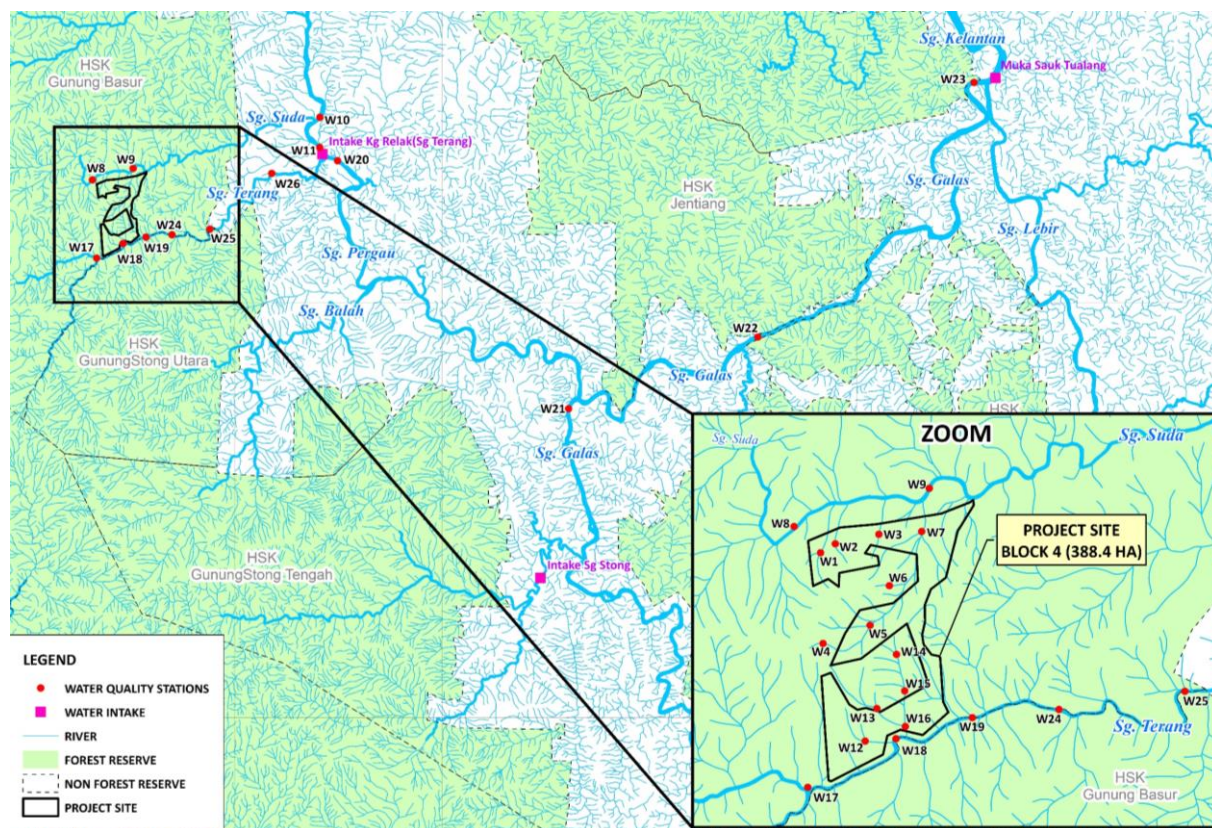 HSK
Gunung Basur
Sg. Kelantan
Muka Sauk Tualang
W23
Sg. Suda
W10
W11
Intake Kg Relak(Sg Terang)
W20
W9
W8
W26
Sg. Terang
HSK
Jentiang
Sg. Galas
W24
W25
W19
W17
W18
Sg. Lebir
Sg. Pergau
Sg. Balah
HSK
GunungStong Utara
W22
Sg. Galas
W21
Sg. Galas
HSK
HSK
GunungStong Tengah
Intake Sg Stong
ZOOM
Sg. Suda
Sg. Suda
W9
W8
W3
W7
W2
W1
PROJECT SITE
BLOCK 4 (388.4 HA)
W6
W5
W4
W14
W15
W13
W16
W12
W18
W19
W24
W25
Sg. Terang
W17
HSK
Gunung Basur
LEGEND
WATER QUALITY STATIONS
WATER INTAKE
RIVER
FOREST RESERVE
NON FOREST RESERVE
PROJECT SITE